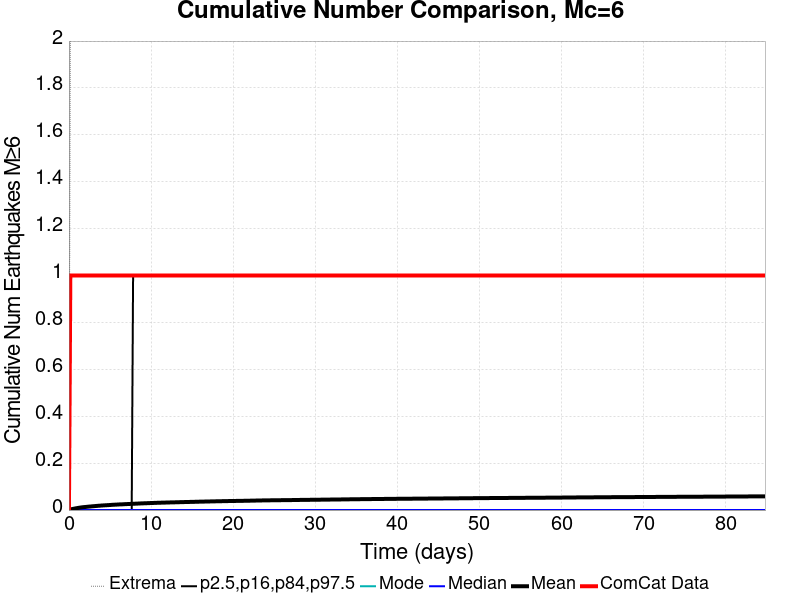 Cumulative Number Comparison, Mc=6
Cumulative Num Earthquakes M≥6
2
1.8
1.6
1.4
1.2
1
0.8
0.6
0.4
0.2
0
0 10 20 30 40 50 60 70 80
Time (days)
Extrema p2.5,p16,p84,p97.5 Mode Median Mean ComCat Data